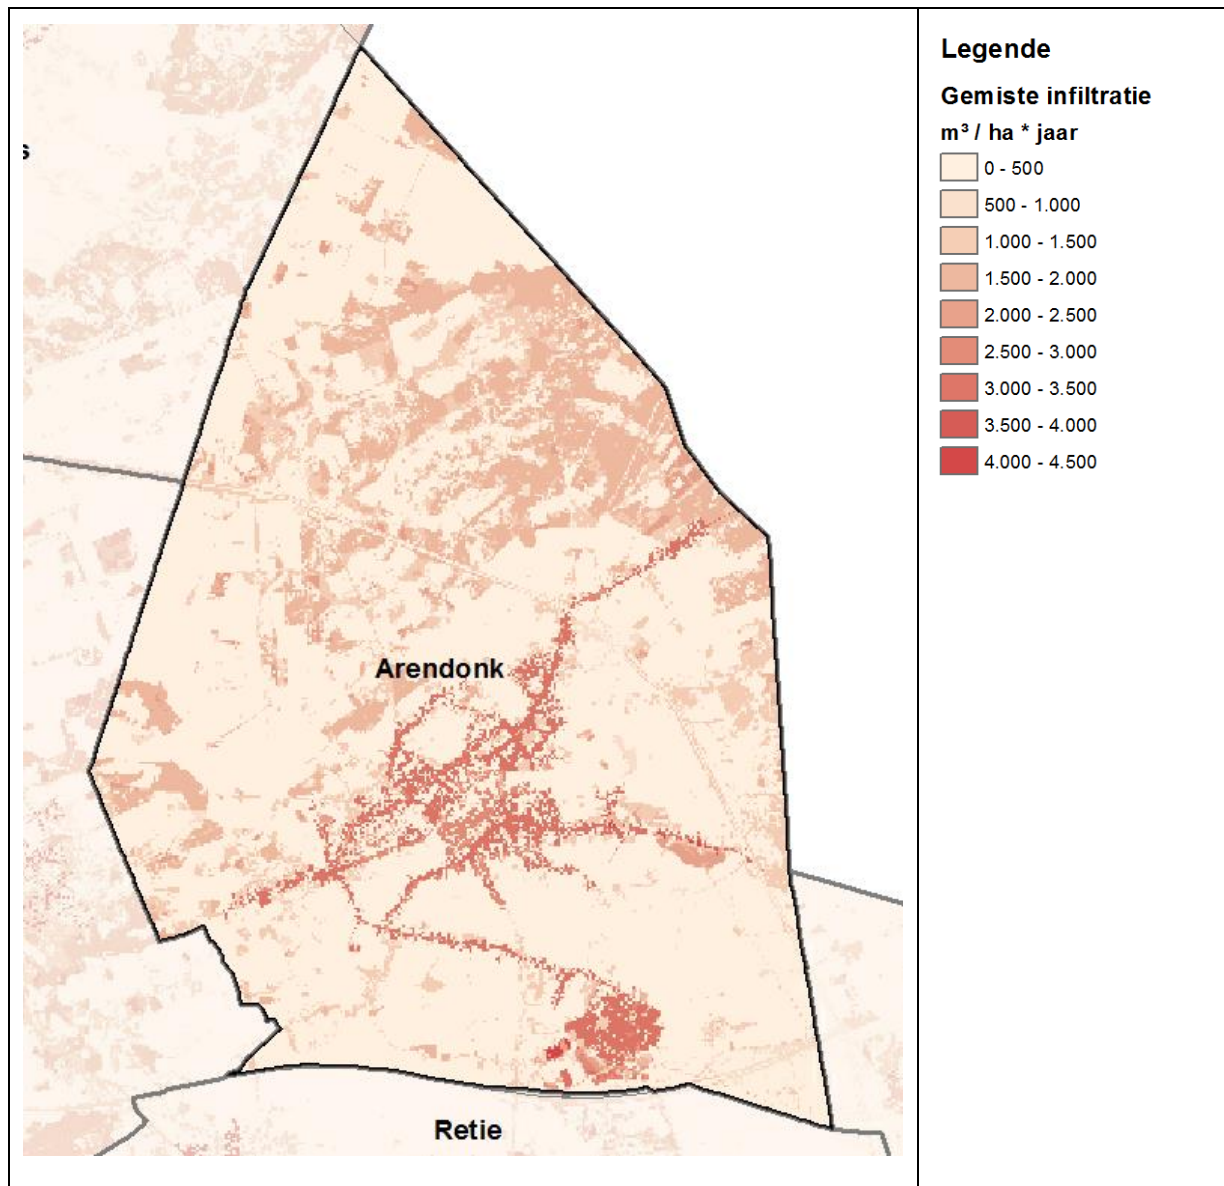 s
Arendonk
Retie
Legende
Gemiste infiltratie
m³ / ha * jaar
0 - 500
500 - 1.000
1.000 - 1.500
1.500 - 2.000
2.000 - 2.500
2.500 - 3.000
3.000 - 3.500
3.500 - 4.000
4.000 - 4.500